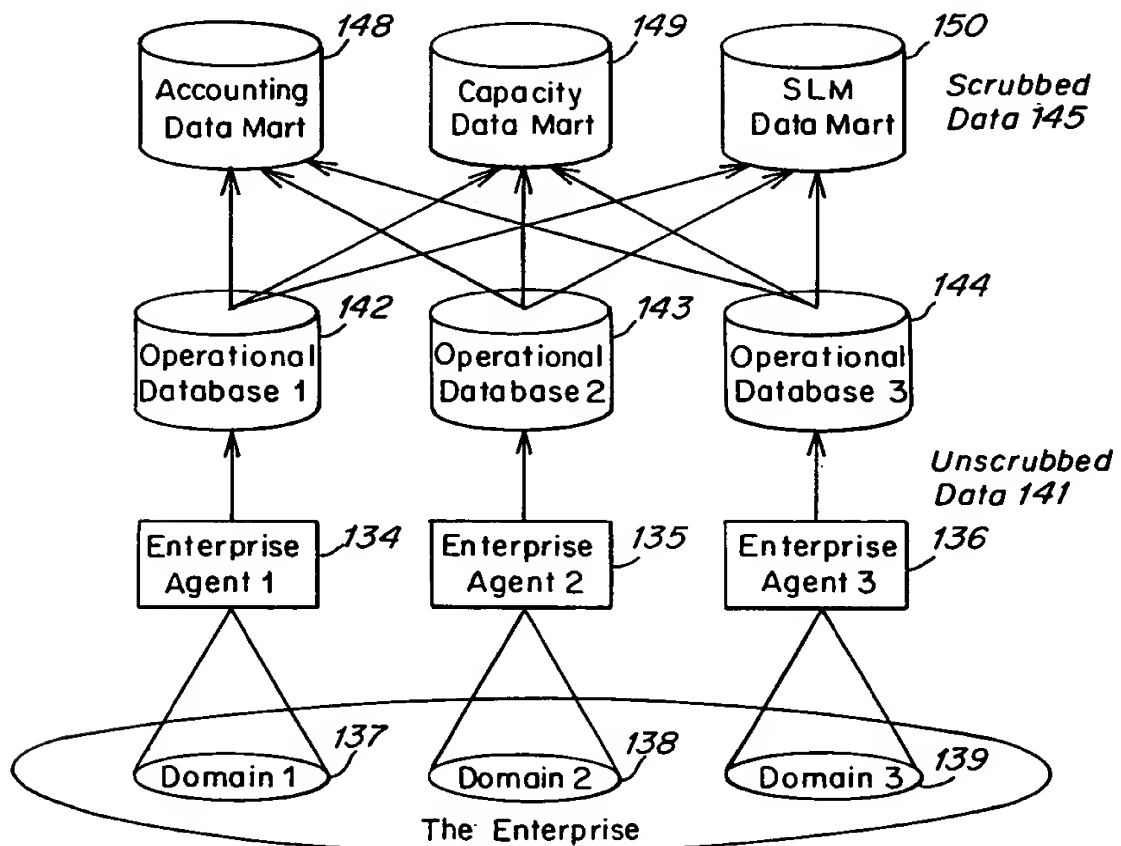 148
149
150
Accounting
Data Mart
Capacity
Data Mart
SLM
Data Mart
Scrubbed
Data 145
142
143
144
Operational
Database 1
Operational
Database 2
Operational
Database 3
Unscrubbed
Data 141
Enterprise
Agent 1
134
Enterprise
Agent 2
135
Enterprise
Agent 3
136
137
138
139
Domain 1
Domain 2
Domain 3
The Enterprise